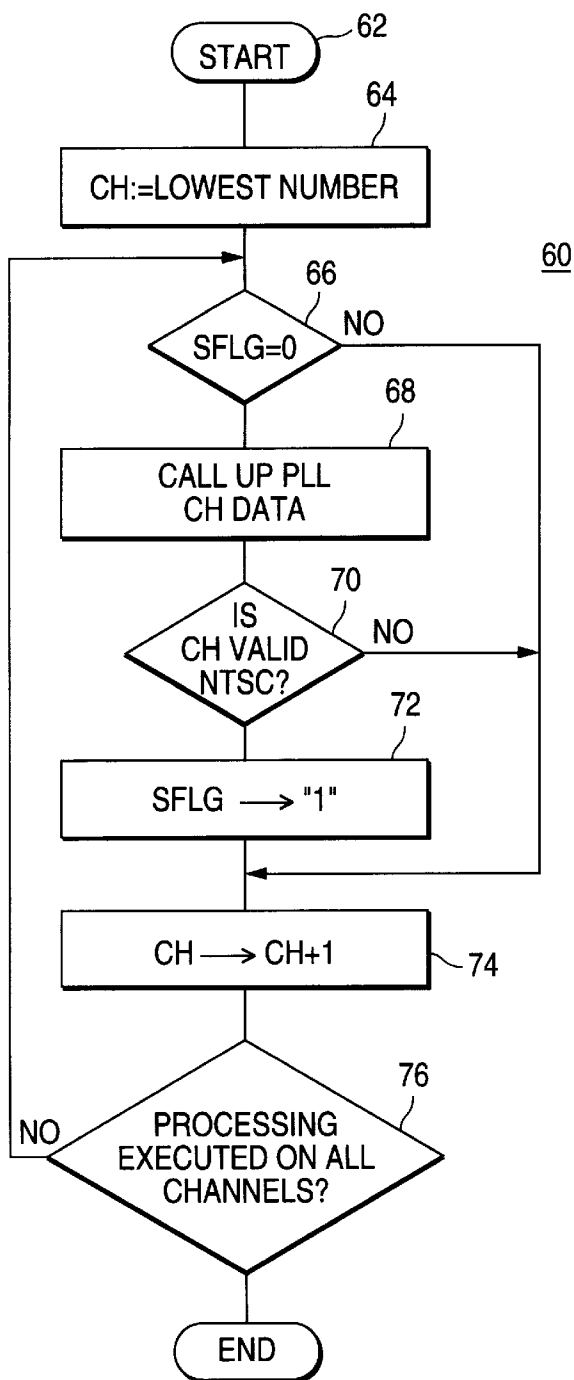 62
START
64
CH:=LOWEST NUMBER
60
66
NO
SFLG=0
68
CALL UP PLL
CH DATA
70
IS
CH VALID
NTSC?
NO
72
SFLG → "1"
CH → CH+1
74
76
NO
PROCESSING
EXECUTED ON ALL
CHANNELS?
END